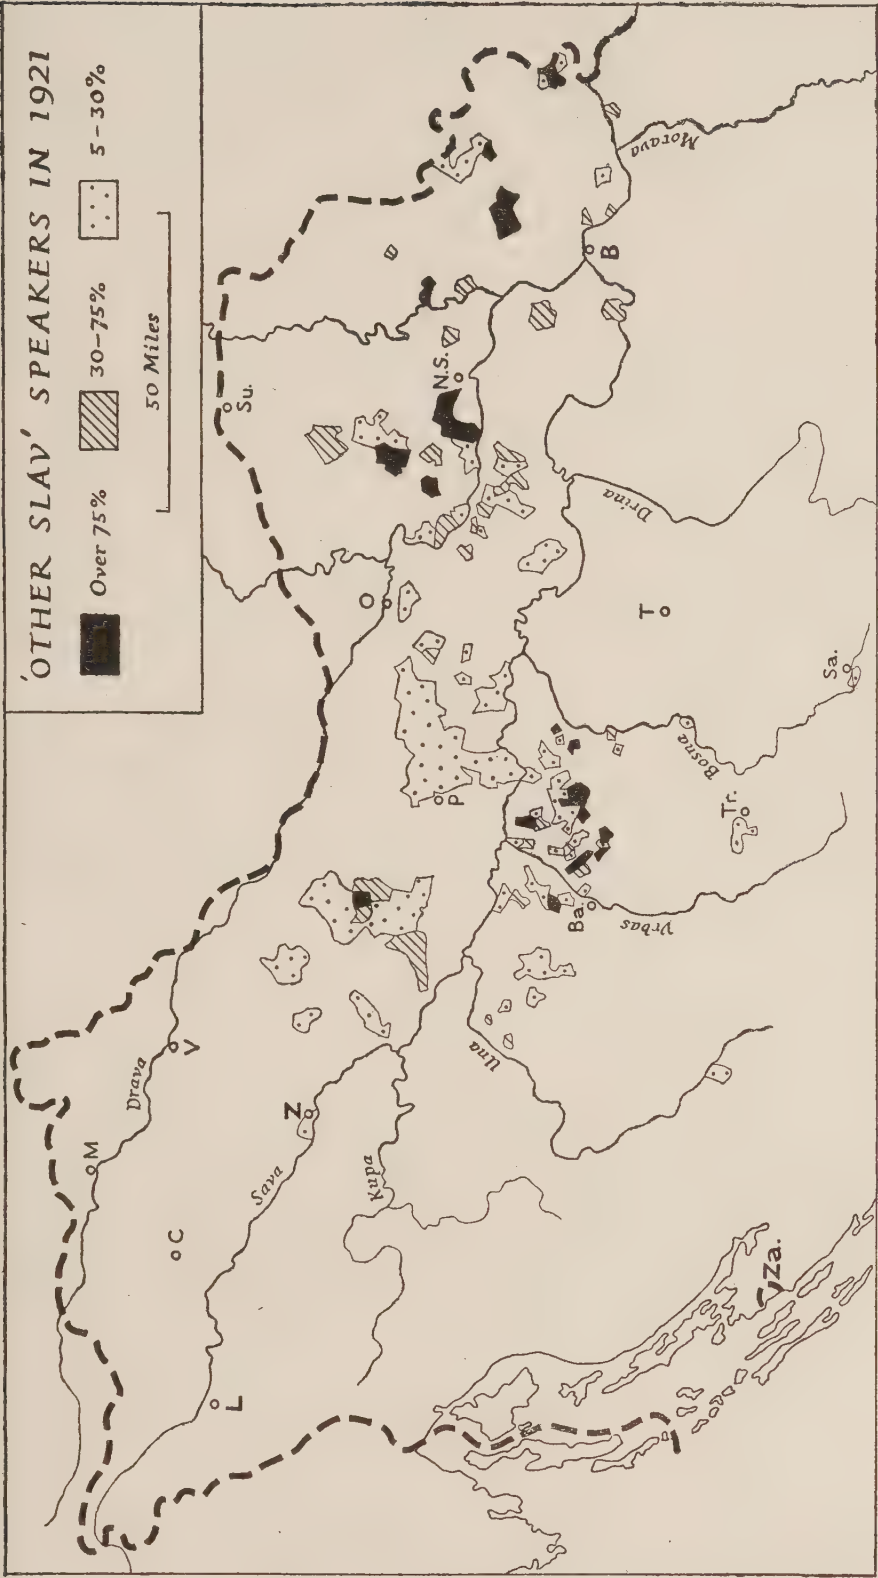 'OTHER SLAV' SPEAKERS IN 1921
Over 75%
30–75%
5–30%
50 Miles
Su.
N.S.
B
Morava
O
Drina
T
Sa.
Bosna
Tr.
P
Ba.
Vrbas
Una
V
Drava
M
Z
Sava
Kupa
C
L
Za.